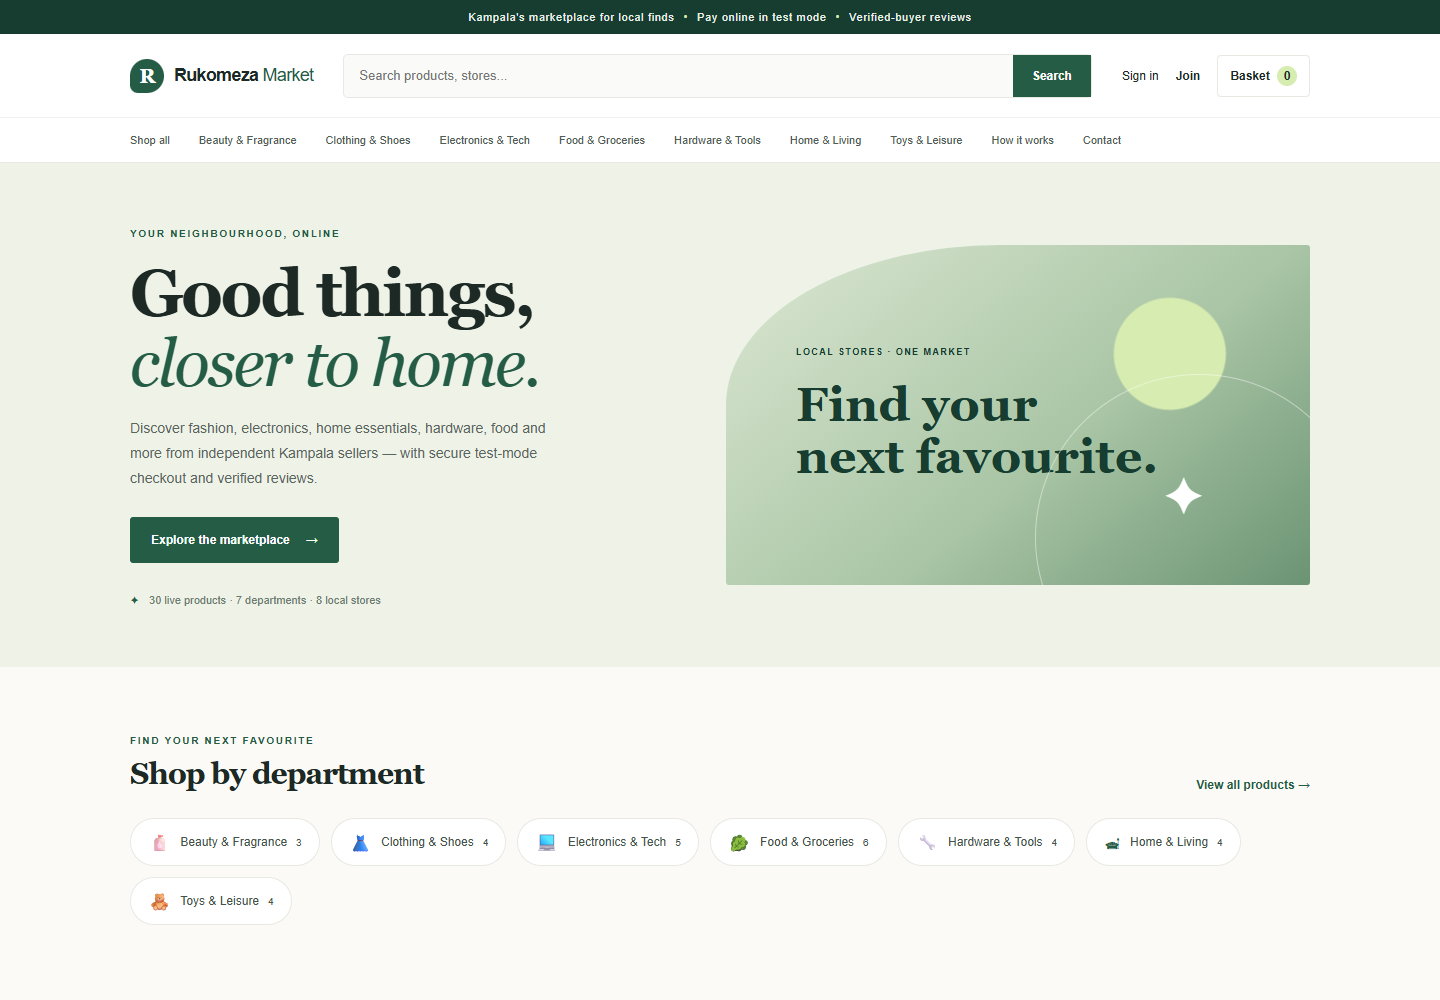 Kampala's marketplace for local finds • Pay online in test mode • Verified-buyer reviews
R Rukomeza Market
Search products, stores...
Search
Sign in
Join
Basket 0
Shop all
Beauty & Fragrance
Clothing & Shoes
Electronics & Tech
Food & Groceries
Hardware & Tools
Home & Living
Toys & Leisure
How it works
Contact
YOUR NEIGHBOURHOOD, ONLINE
Good things,
closer to home.
Discover fashion, electronics, home essentials, hardware, food and
more from independent Kampala sellers — with secure test-mode
checkout and verified reviews.
Explore the marketplace →
✦ 30 live products · 7 departments · 8 local stores
LOCAL STORES · ONE MARKET
Find your
next favourite.
FIND YOUR NEXT FAVOURITE
Shop by department
View all products →
Beauty & Fragrance 3
Clothing & Shoes 4
Electronics & Tech 5
Food & Groceries 6
Hardware & Tools 4
Home & Living 4
Toys & Leisure 4